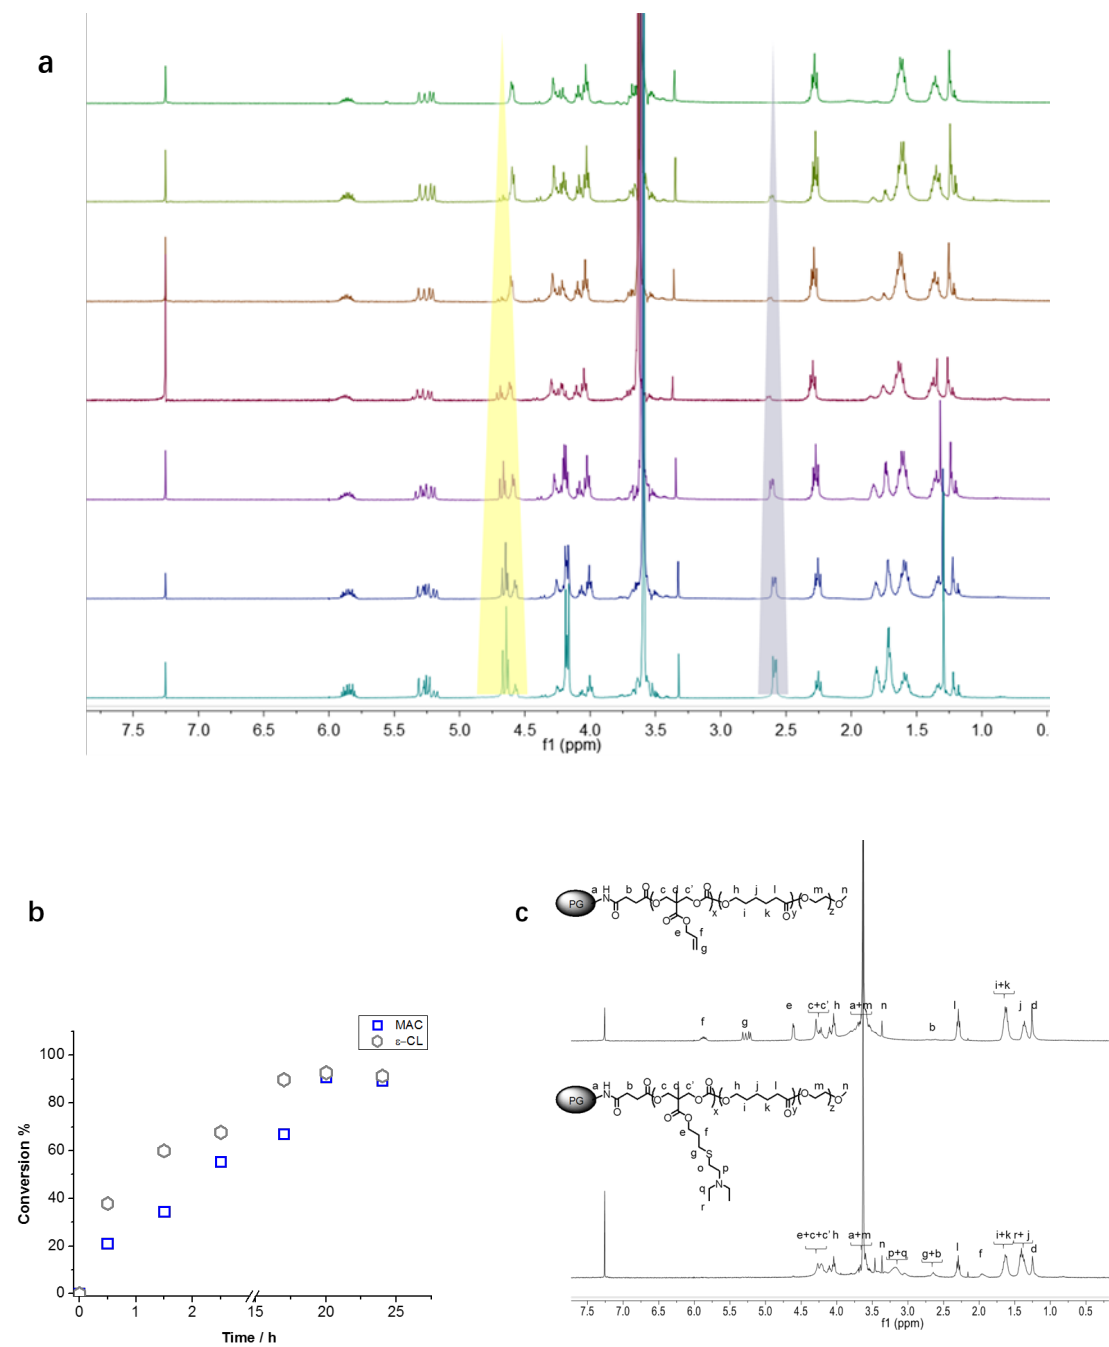 a
7.5 7.0 6.5 6.0 5.5 5.0 4.5 4.0 3.5 3.0 2.5 2.0 1.5 1.0 0.
f1 (ppm)
b
MAC
ε−CL
Conversion %
100
80
60
40
20
0
0 1 2 15 20 25
Time / h
c
PG a H N O b O O c d c' O O x O h i j k l O y O m z O n
O O e f g
f g e c+c' h a+m n b l i+k j d
PG a H N O b O O c d c' O O x O h i j k l O y O m z O n
O O e f g S o p N q r
e+c+c' h a+m n p+q g+b l f i+k r+ j d
7.5 7.0 6.5 6.0 5.5 5.0 4.5 4.0 3.5 3.0 2.5 2.0 1.5 1.0 0.5
f1 (ppm)